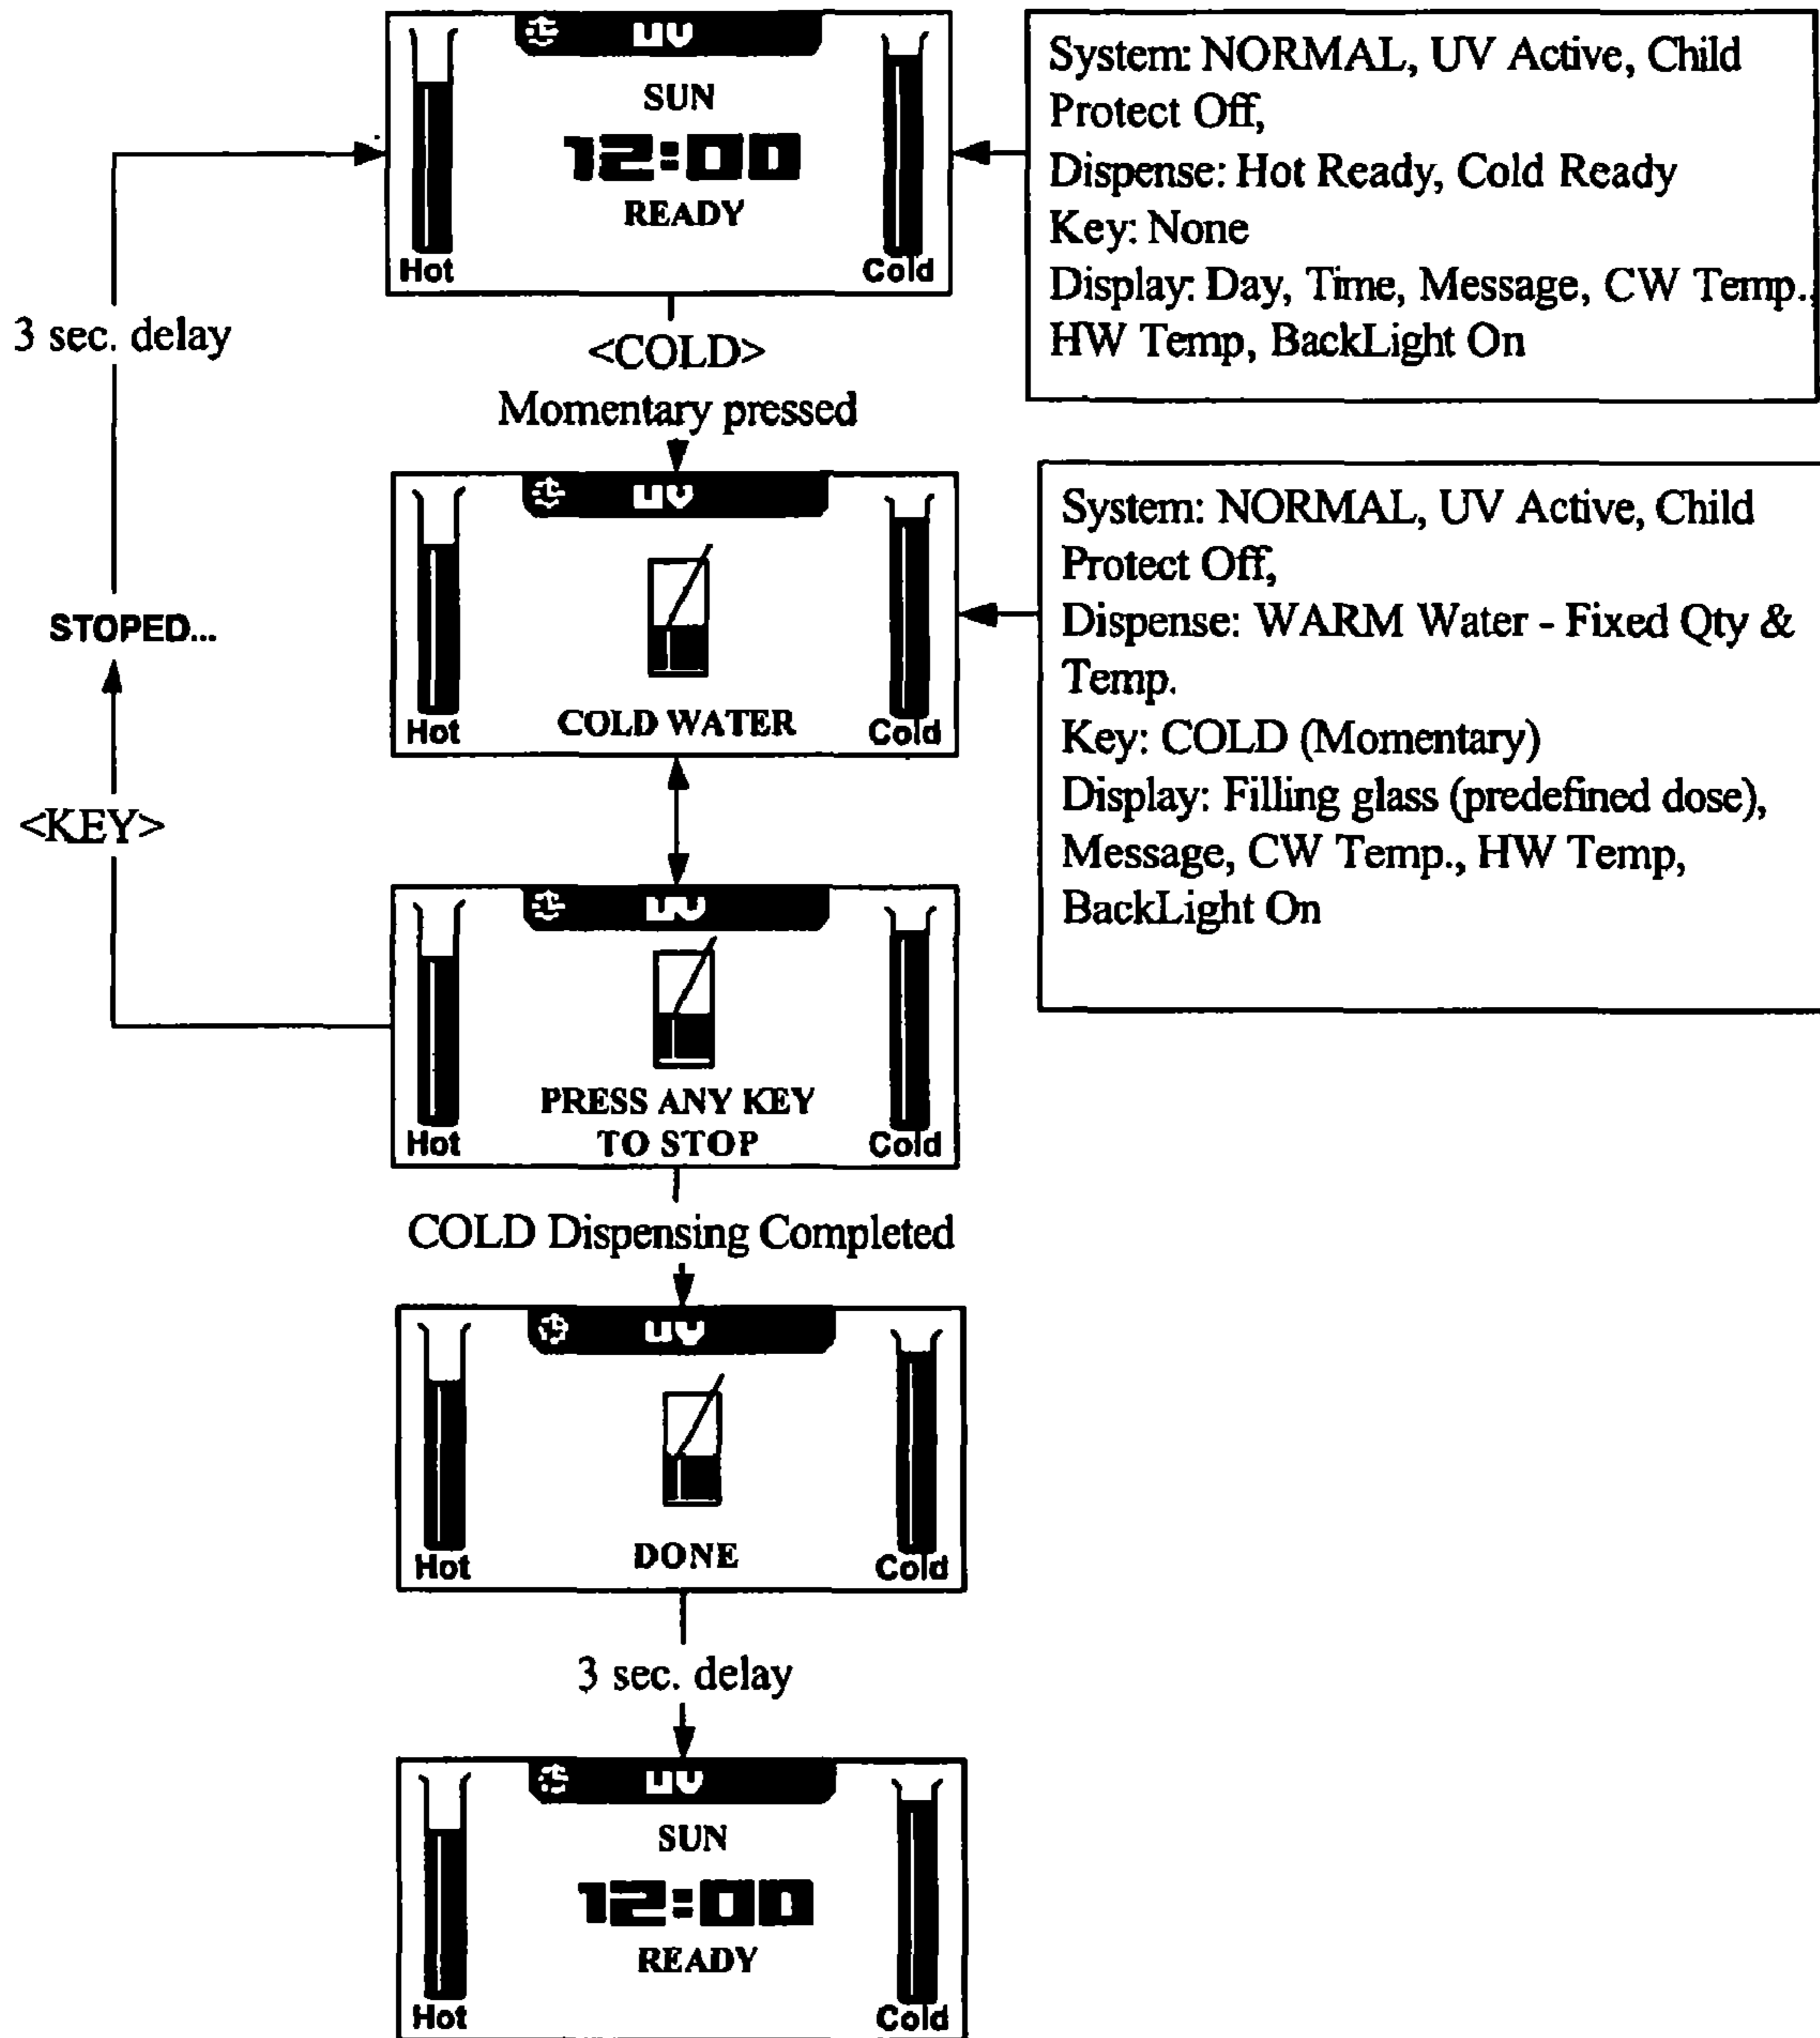 UV
SUN
12:00
READY
Hot
Cold
System: NORMAL, UV Active, Child
Protect Off,
Dispense: Hot Ready, Cold Ready
Key: None
Display: Day, Time, Message, CW Temp.,
HW Temp, BackLight On
3 sec. delay
<COLD>
Momentary pressed
UV
COLD WATER
Hot
Cold
System: NORMAL, UV Active, Child
Protect Off,
Dispense: WARM Water - Fixed Qty &
Temp.
Key: COLD (Momentary)
Display: Filling glass (predefined dose),
Message, CW Temp., HW Temp,
BackLight On
STOPED...
<KEY>
UV
PRESS ANY KEY
TO STOP
Hot
Cold
COLD Dispensing Completed
UV
DONE
Hot
Cold
3 sec. delay
UV
SUN
12:00
READY
Hot
Cold